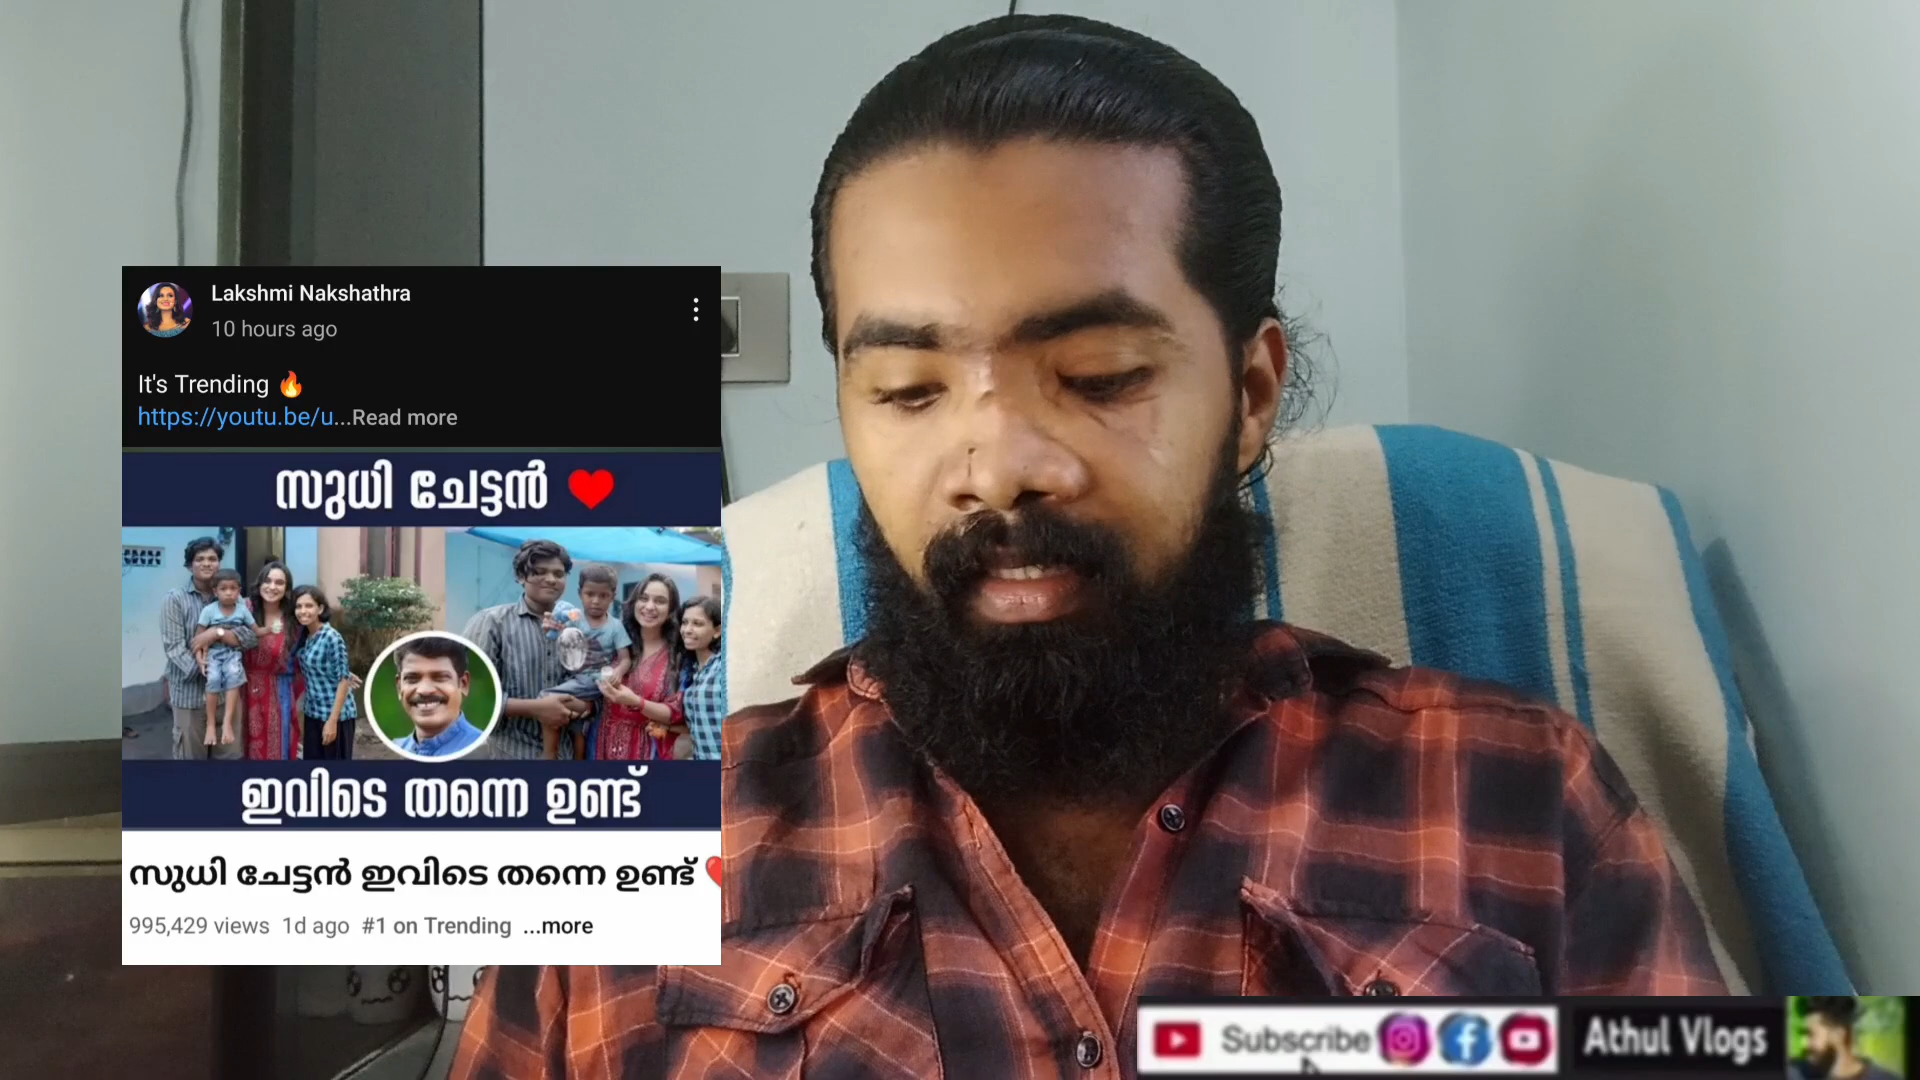 Lakshmi Nakshathra
10 hours ago
It's Trending 🔥
https://youtu.be/u...Read more
സുധി ചേട്ടൻ ❤
ഇവിടെ തന്നെ ഉണ്ട്
സുധി ചേട്ടൻ ഇവിടെ തന്നെ ഉണ്ട് ❤
995,429 views 1d ago #1 on Trending ...more
Subscribe
Athul Vlogs